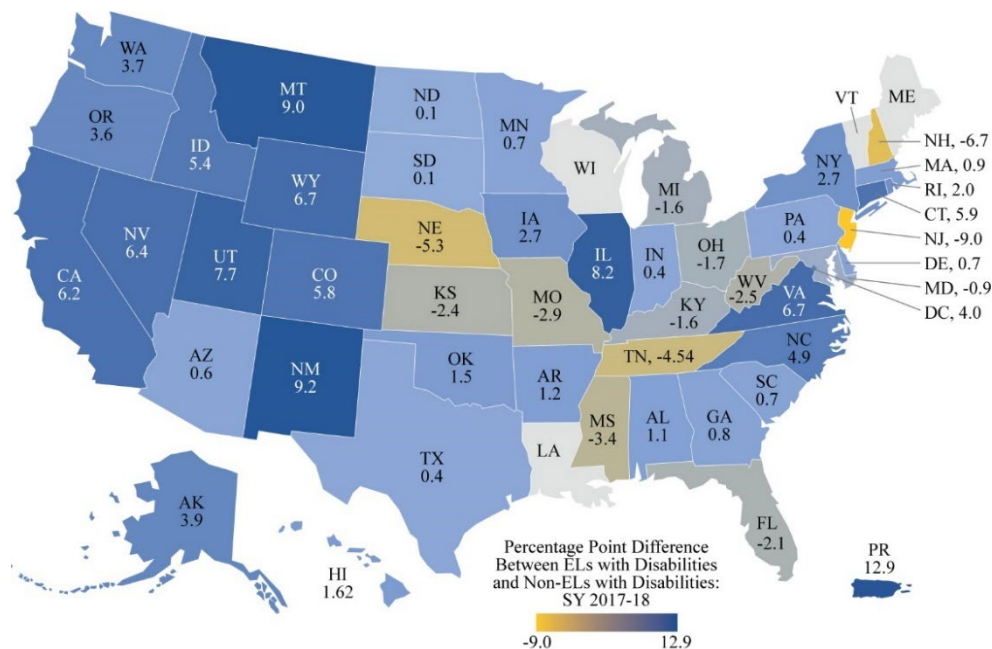 WA
3.7
MT
9.0
ND
0.1
MN
0.7
VT
ME
OR
3.6
ID
5.4
WI
NH, -6.7
MA, 0.9
NY
2.7
RI, 2.0
CT, 5.9
NJ, -9.0
DE, 0.7
MD, -0.9
DC, 4.0
WY
6.7
SD
0.1
MI
-1.6
PA
0.4
NE
-5.3
IA
2.7
NV
6.4
UT
7.7
IL
8.2
IN
0.4
OH
-1.7
WV
-2.5
CA
6.2
CO
5.8
KS
-2.4
MO
-2.9
KY
-1.6
VA
6.7
NC
4.9
TN, -4.54
AZ
0.6
NM
9.2
OK
1.5
AR
1.2
SC
0.7
MS
-3.4
AL
1.1
GA
0.8
TX
0.4
LA
AK
3.9
FL
-2.1
HI
1.62
PR
12.9
Percentage Point Difference
Between ELs with Disabilities
and Non-ELs with Disabilities:
SY 2017-18
-9.0
12.9